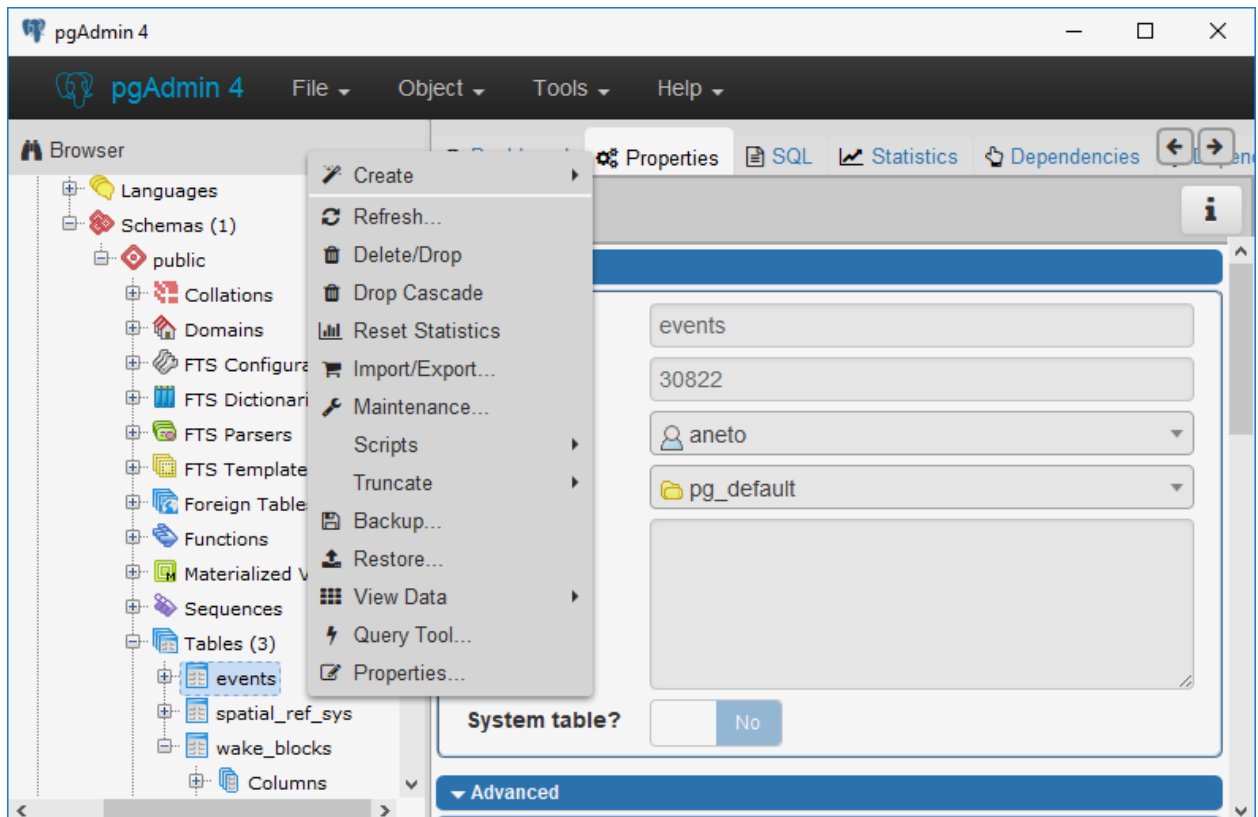 pgAdmin 4
pgAdmin 4 File Object Tools Help
Browser
Properties SQL Statistics Dependencies
Languages
Schemas (1)
public
Collations
Domains
FTS Configura
FTS Dictionari
FTS Parsers
FTS Template
Foreign Table
Functions
Materialized V
Sequences
Tables (3)
events
spatial_ref_sys
wake_blocks
Columns
Create
Refresh...
Delete/Drop
Drop Cascade
Reset Statistics
Import/Export...
Maintenance...
Scripts
Truncate
Backup...
Restore...
View Data
Query Tool...
Properties...
i
events
30822
aneto
pg_default
System table? No
Advanced